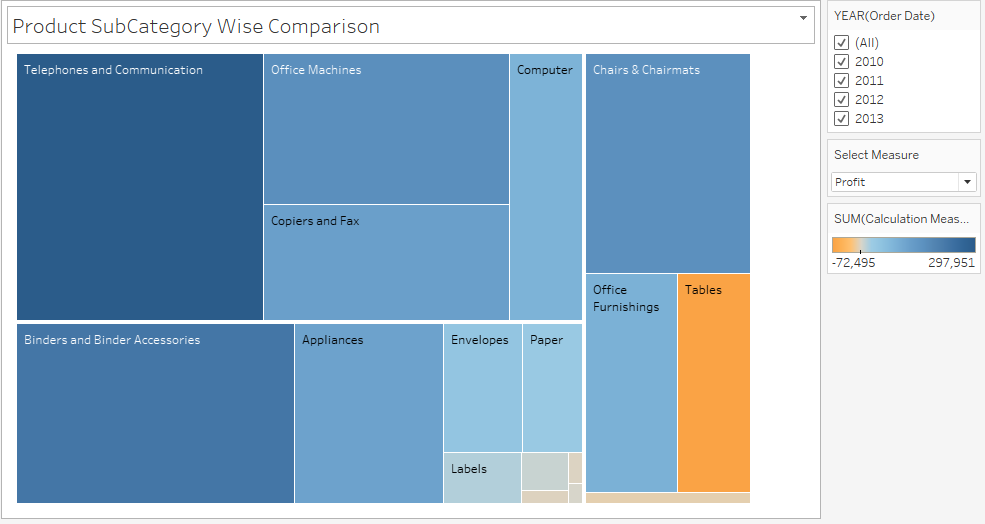 Product SubCategory Wise Comparison
Telephones and Communication
Office Machines
Computer
Chairs & Chairmats
Copiers and Fax
Office
Furnishings
Tables
Binders and Binder Accessories
Appliances
Envelopes
Paper
Labels
YEAR(Order Date)
(All)
2010
2011
2012
2013
Select Measure
Profit
SUM(Calculation Meas...
-72,495 297,951